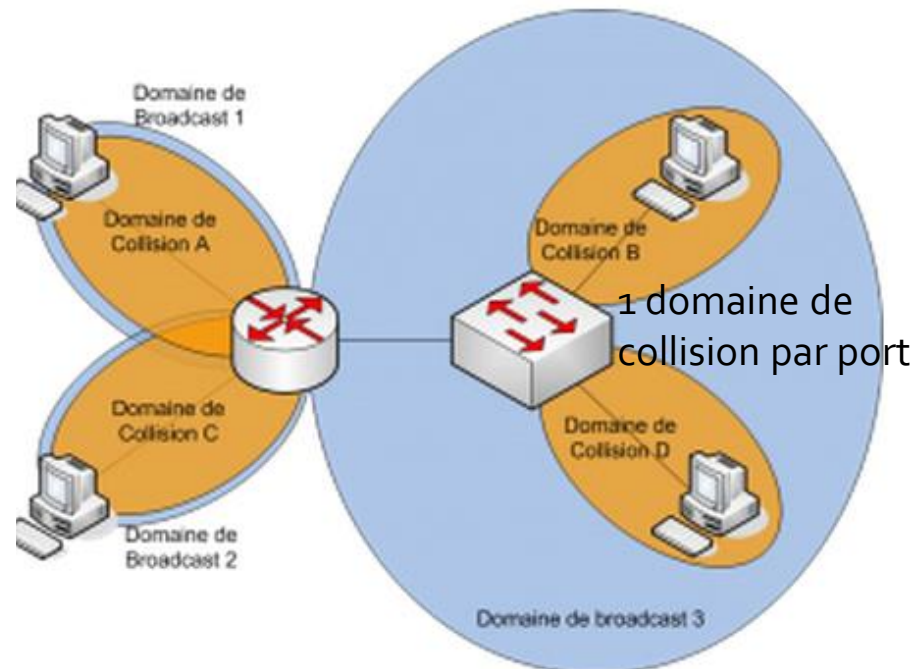 Domaine de
Broadcast 1
Domaine de
Collision A
Domaine de
Collision B
1 domaine de
collision par port
Domaine de
Collision C
Domaine de
Collision D
Domaine de
Broadcast 2
Domaine de broadcast 3